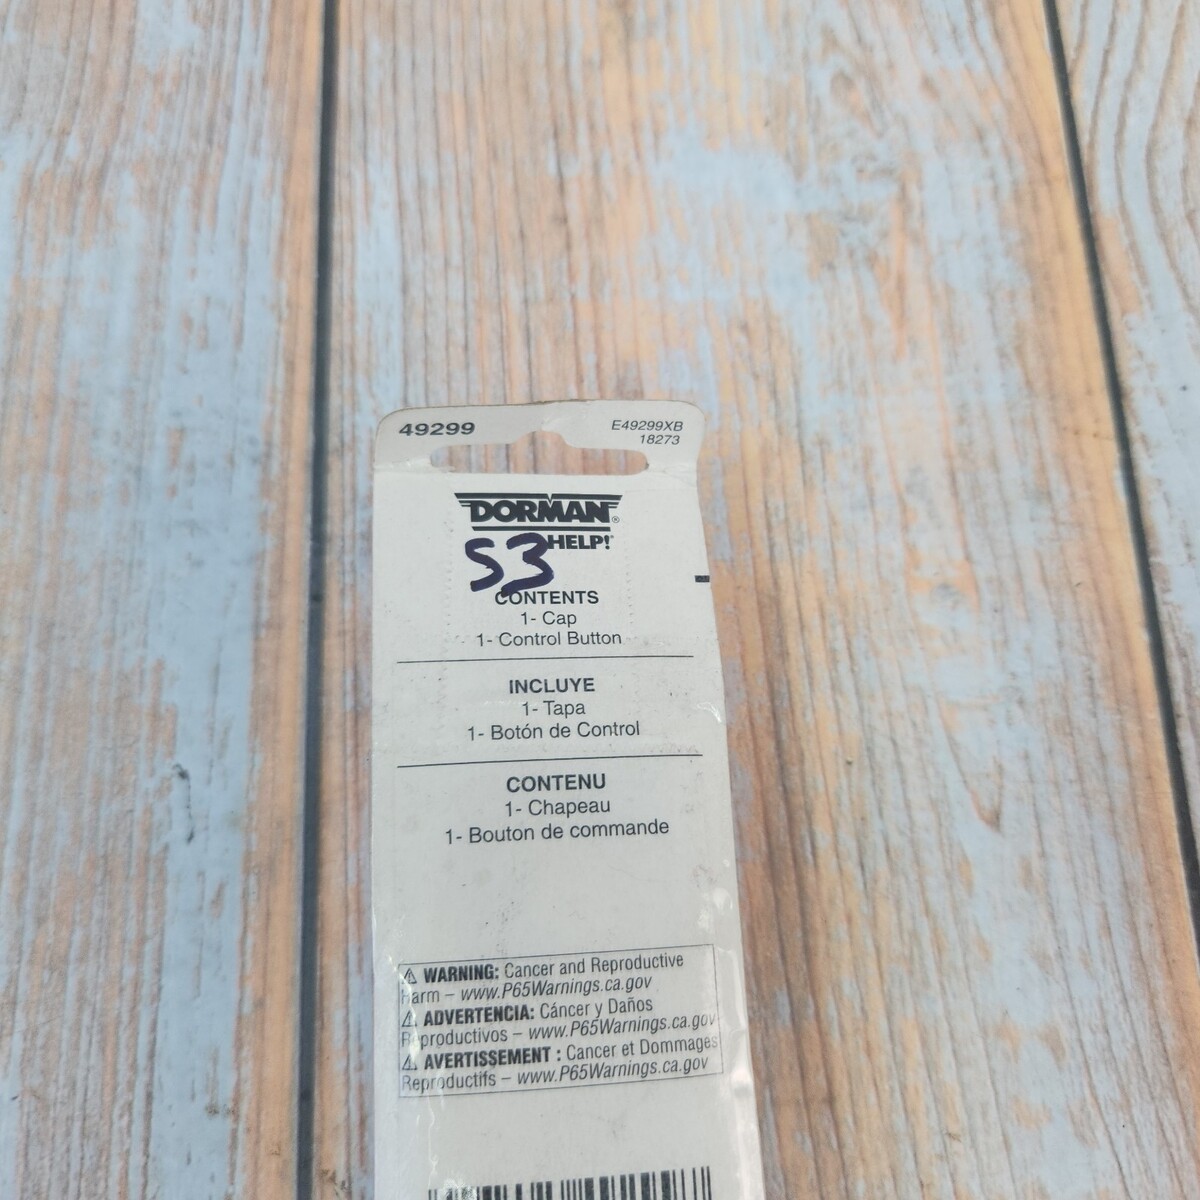 49299
E49299XB
18273
DORMAN®
S3 HELP!®
CONTENTS
1- Cap
1- Control Button
INCLUYE
1- Tapa
1- Botón de Control
CONTENU
1- Chapeau
1- Bouton de commande
⚠ WARNING: Cancer and Reproductive
Harm – www.P65Warnings.ca.gov
⚠ ADVERTENCIA: Cáncer y Daños
Reproductivos – www.P65Warnings.ca.gov
⚠ AVERTISSEMENT : Cancer et Dommages
Reproductifs – www.P65Warnings.ca.gov